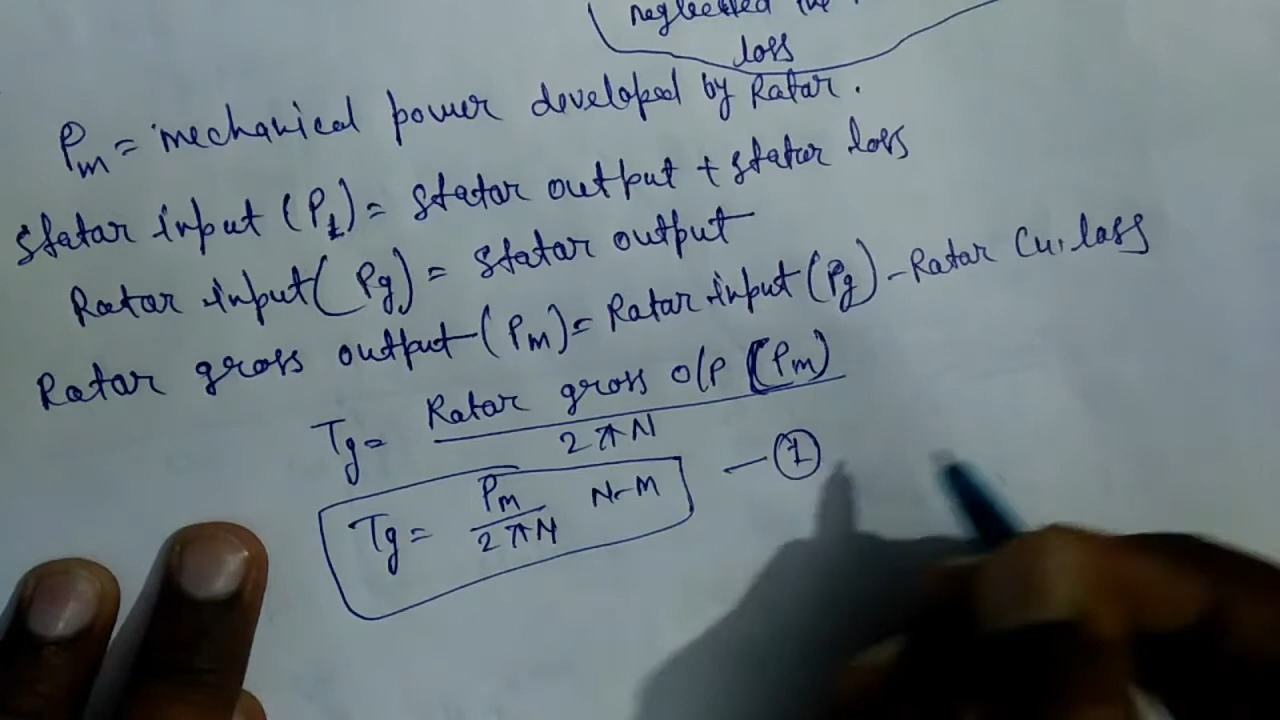 neglected the
loss
Pm = mechanical power developed by Rotor.
Stator input (P1) = Stator output + Stator loss
Rotor input (Pg) = Stator output
Rotor gross output (Pm) = Rotor input (Pg) - Rotor Cu. loss
Tg = Rotor gross o/p (Pm) / 2πN
Tg = Pm / 2πN N-M — 1